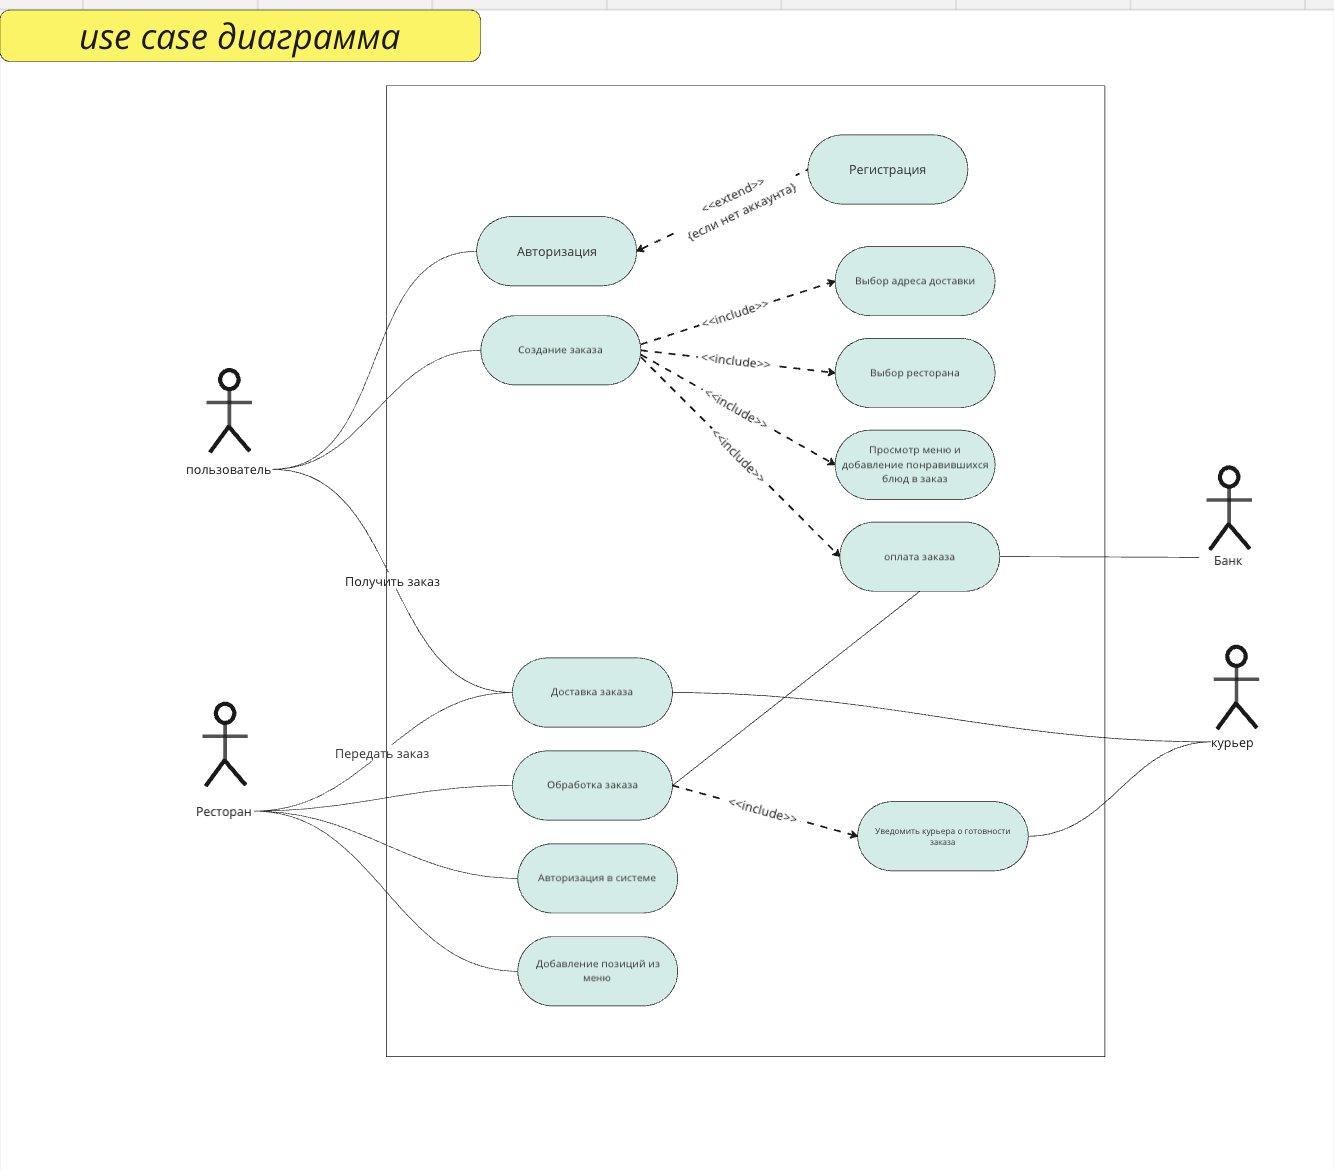 use case диаграмма
Регистрация
<<extend>>
{если нет аккаунта}
Авторизация
Выбор адреса доставки
<<include>>
Создание заказа
<<include>>
Выбор ресторана
<<include>>
<<include>>
Просмотр меню и
добавление понравившихся
блюд в заказ
пользователь
оплата заказа
Банк
Получить заказ
Доставка заказа
курьер
Передать заказ
Обработка заказа
<<include>>
Ресторан
Уведомить курьера о готовности
заказа
Авторизация в системе
Добавление позиций из
меню